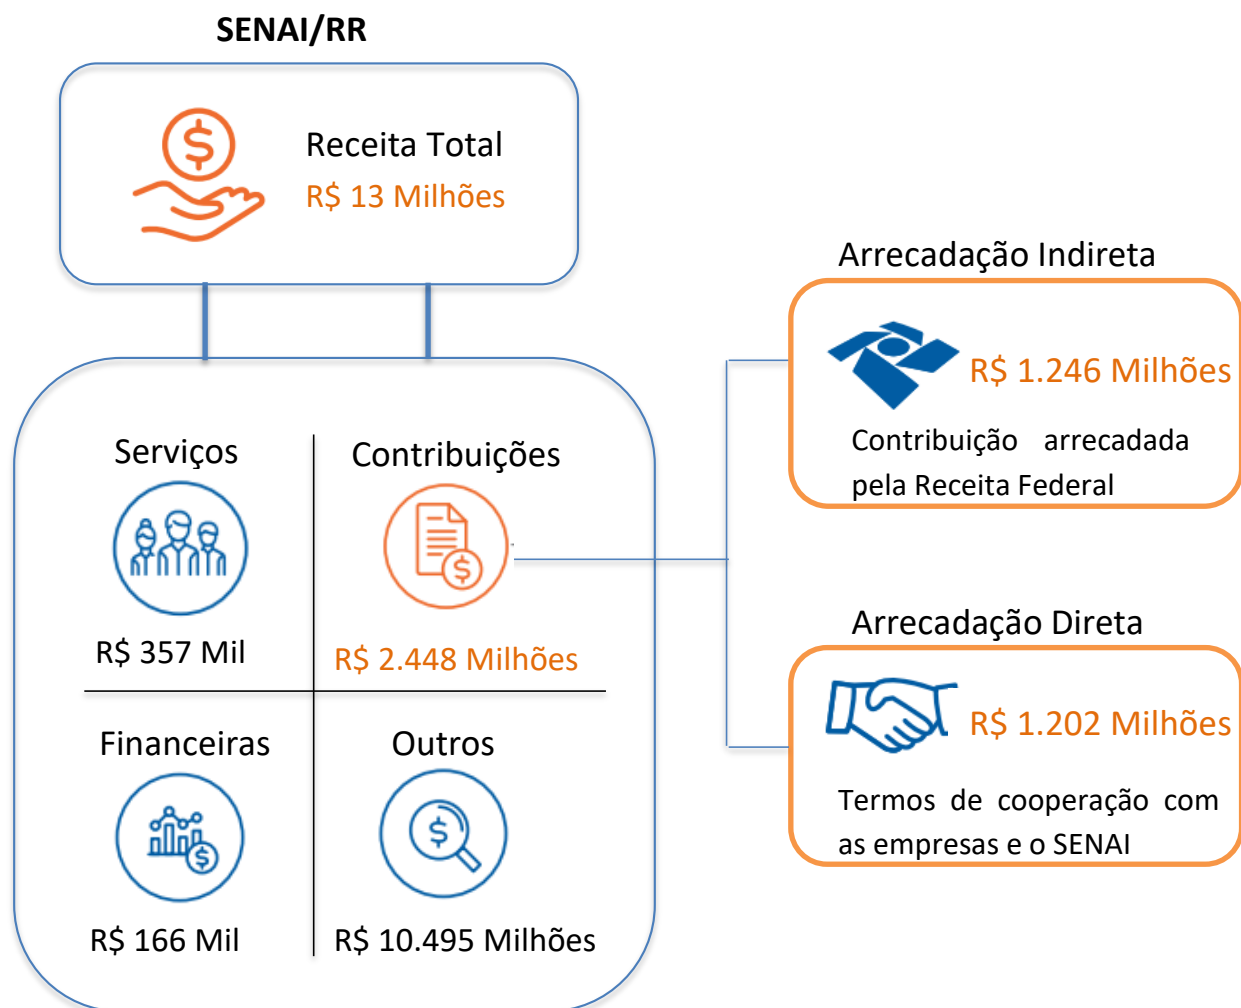 SENAI/RR
Receita Total
R$ 13 Milhões
Serviços
R$ 357 Mil
Contribuições
R$ 2.448 Milhões
Financeiras
R$ 166 Mil
Outros
R$ 10.495 Milhões
Arrecadação Indireta
R$ 1.246 Milhões
Contribuição arrecadada
pela Receita Federal
Arrecadação Direta
R$ 1.202 Milhões
Termos de cooperação com
as empresas e o SENAI